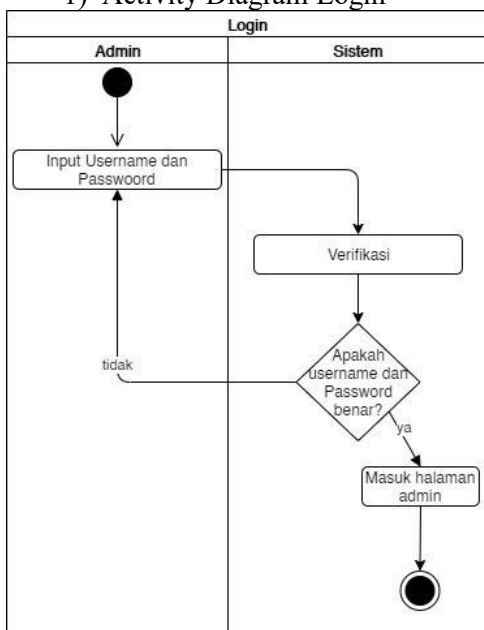 1) Activity Diagram Login
Login
Admin
Sistem
Input Username dan
Passwoord
Verifikasi
Apakah
username dan
Password
benar?
tidak
ya
Masuk halaman
admin